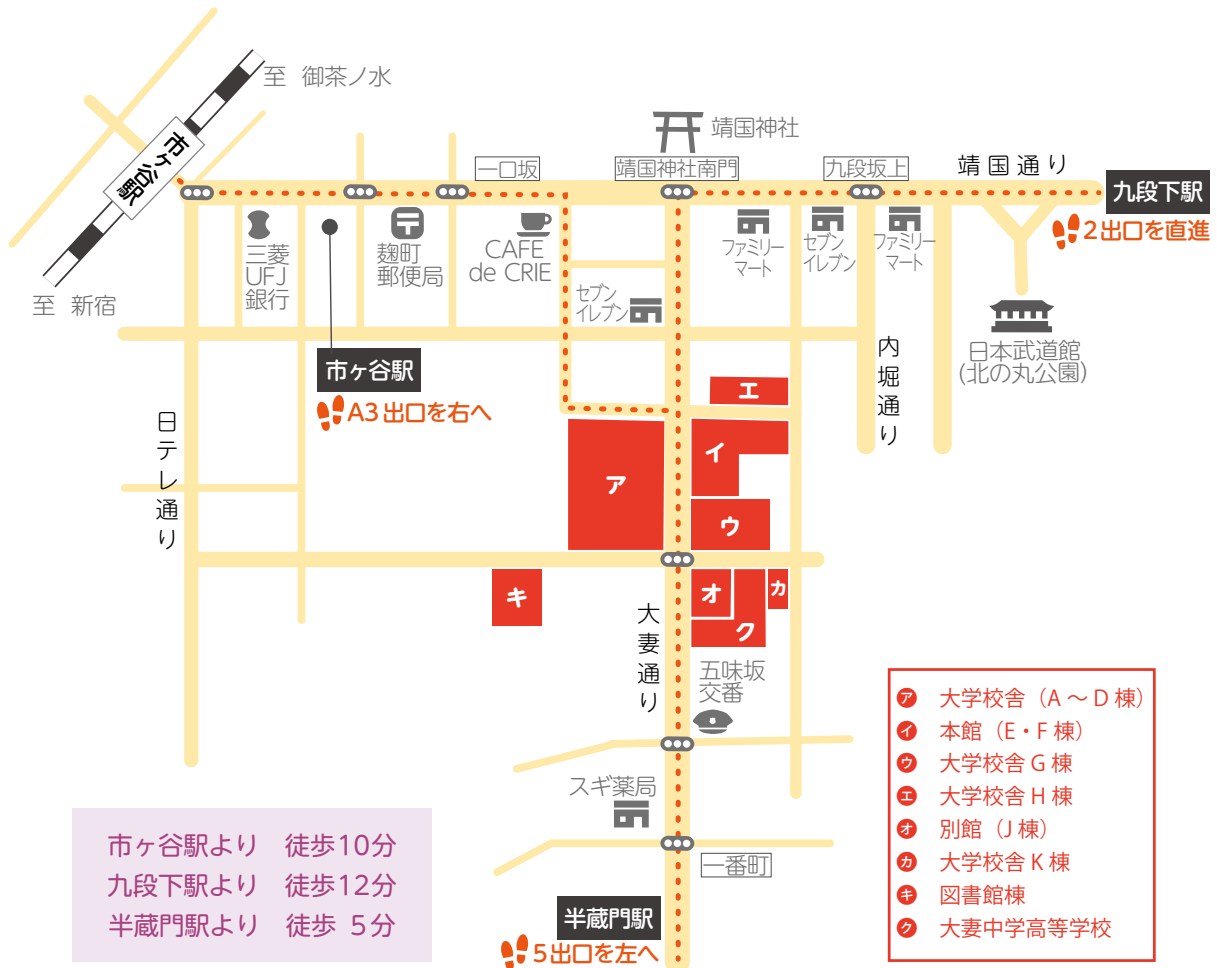 至 御茶ノ水
市ヶ谷駅
至 新宿
靖国神社
一口坂
靖国神社南門
九段坂上
靖国通り
九段下駅
2出口を直進
三菱
UFJ
銀行
麹町
郵便局
CAFE
de CRIE
セブン
イレブン
ファミリー
マート
セブン
イレブン
ファミリー
マート
日本武道館
(北の丸公園)
市ヶ谷駅
A3出口を右へ
内堀通り
日テレ通り
エ
イ
ア
ウ
キ
オ
カ
ク
大妻通り
五味坂
交番
スギ薬局
一番町
半蔵門駅
5出口を左へ
市ヶ谷駅より 徒歩10分
九段下駅より 徒歩12分
半蔵門駅より 徒歩 5分
ア 大学校舎（A～D棟）
イ 本館（E・F棟）
ウ 大学校舎G棟
エ 大学校舎H棟
オ 別館（J棟）
カ 大学校舎K棟
キ 図書館棟
ク 大妻中学高等学校